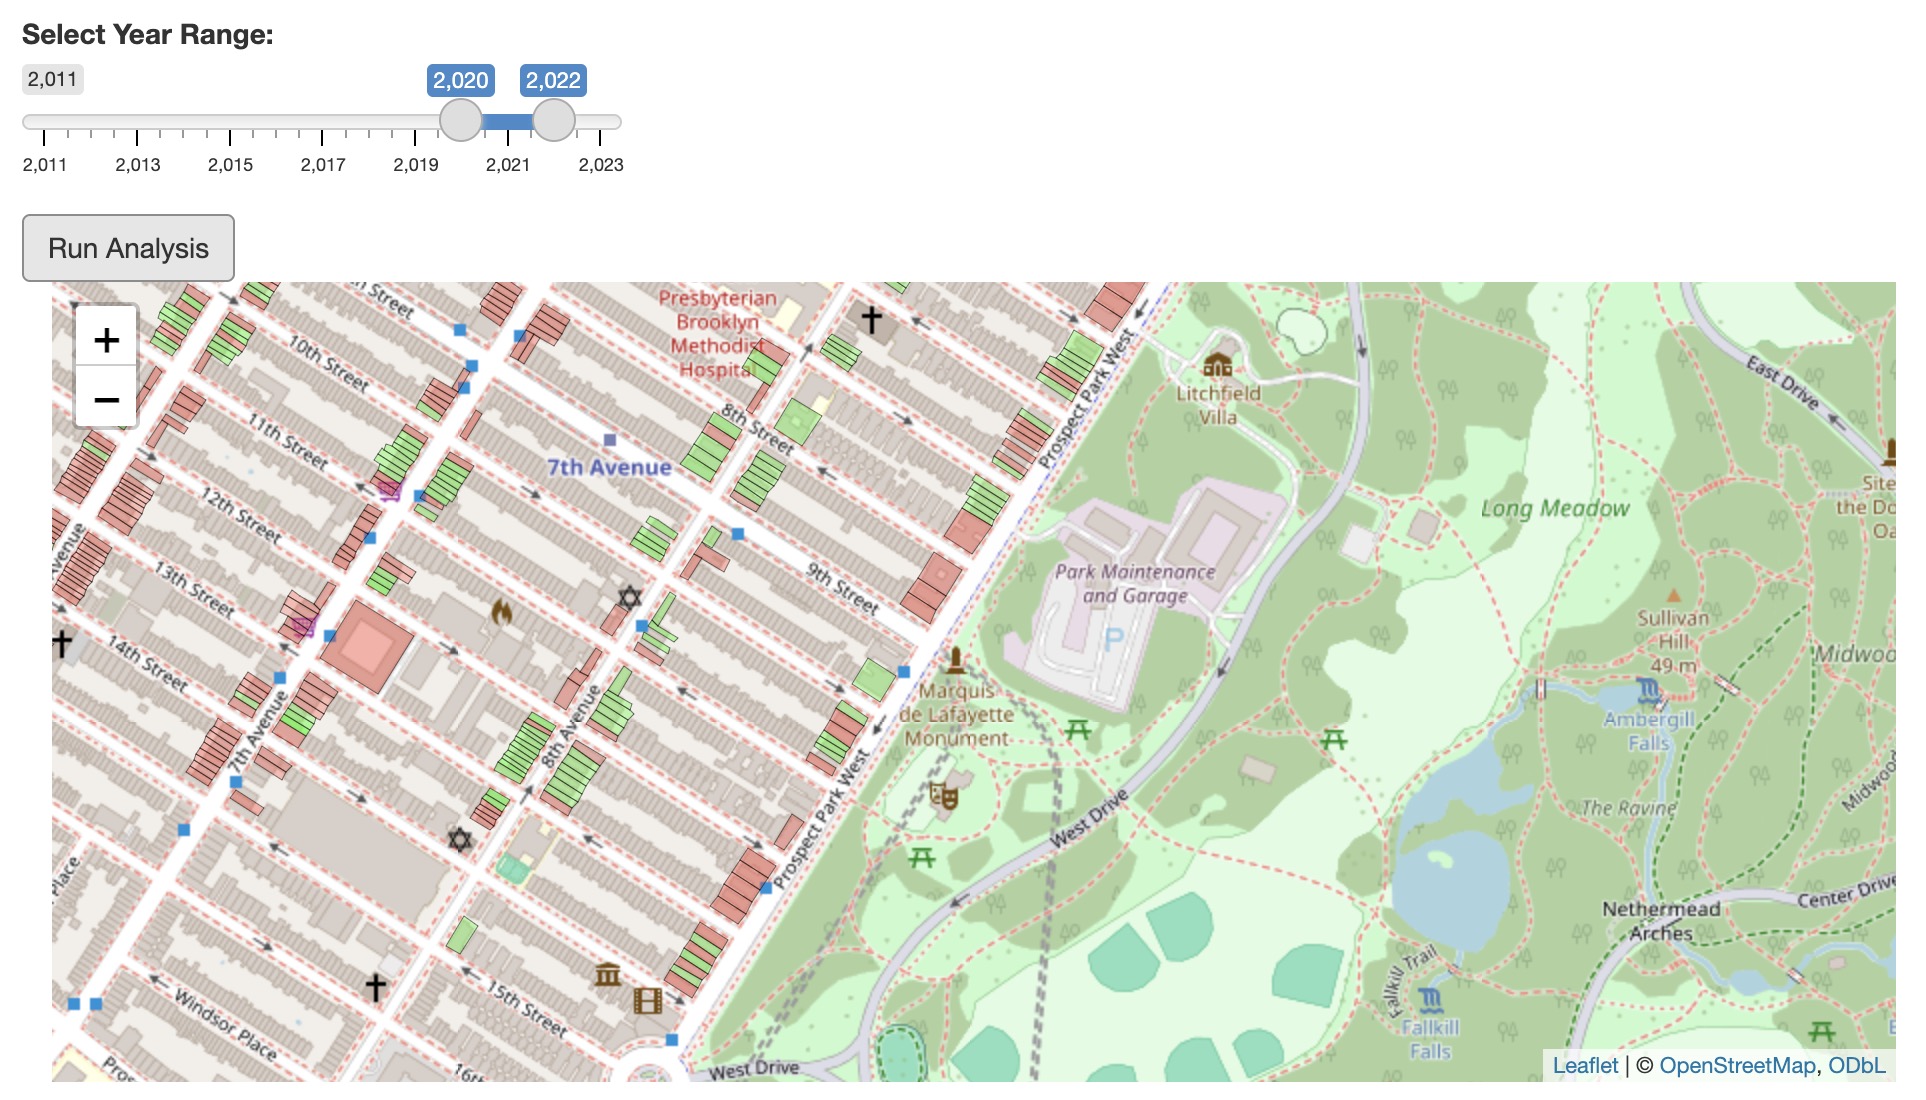 Select Year Range:
2,011
2,020
2,022
2,011
2,013
2,015
2,017
2,019
2,021
2,023
Run Analysis
+
−
Street
10th Street
11th Street
12th Street
13th Street
14th Street
Presbyterian
Brooklyn
Methodist
Hospital
8th Street
7th Avenue
9th Street
7th Avenue
8th Avenue
Prospect Park West
Prospect Park West
Litchfield
Villa
East Drive
Long Meadow
Site
the Do
Oa
Park Maintenance
and Garage
P
Sullivan
Hill
49 m
Midwoo
Marquis
de Lafayette
Monument
Ambergill
Falls
Midwood
The Ravine
West Drive
Center Drive
Nethermead
Arches
Fallkill Trail
Fallkill
Falls
Place
15th Street
Windsor Place
Pros
16th
West Drive
Leaflet | © OpenStreetMap, ODbL